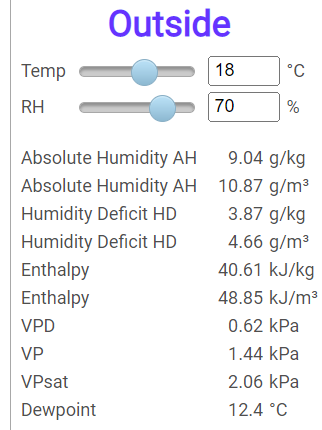 Outside
Temp 18 °C
RH 70 %
Absolute Humidity AH 9.04 g/kg
Absolute Humidity AH 10.87 g/m³
Humidity Deficit HD 3.87 g/kg
Humidity Deficit HD 4.66 g/m³
Enthalpy 40.61 kJ/kg
Enthalpy 48.85 kJ/m³
VPD 0.62 kPa
VP 1.44 kPa
VPsat 2.06 kPa
Dewpoint 12.4 °C